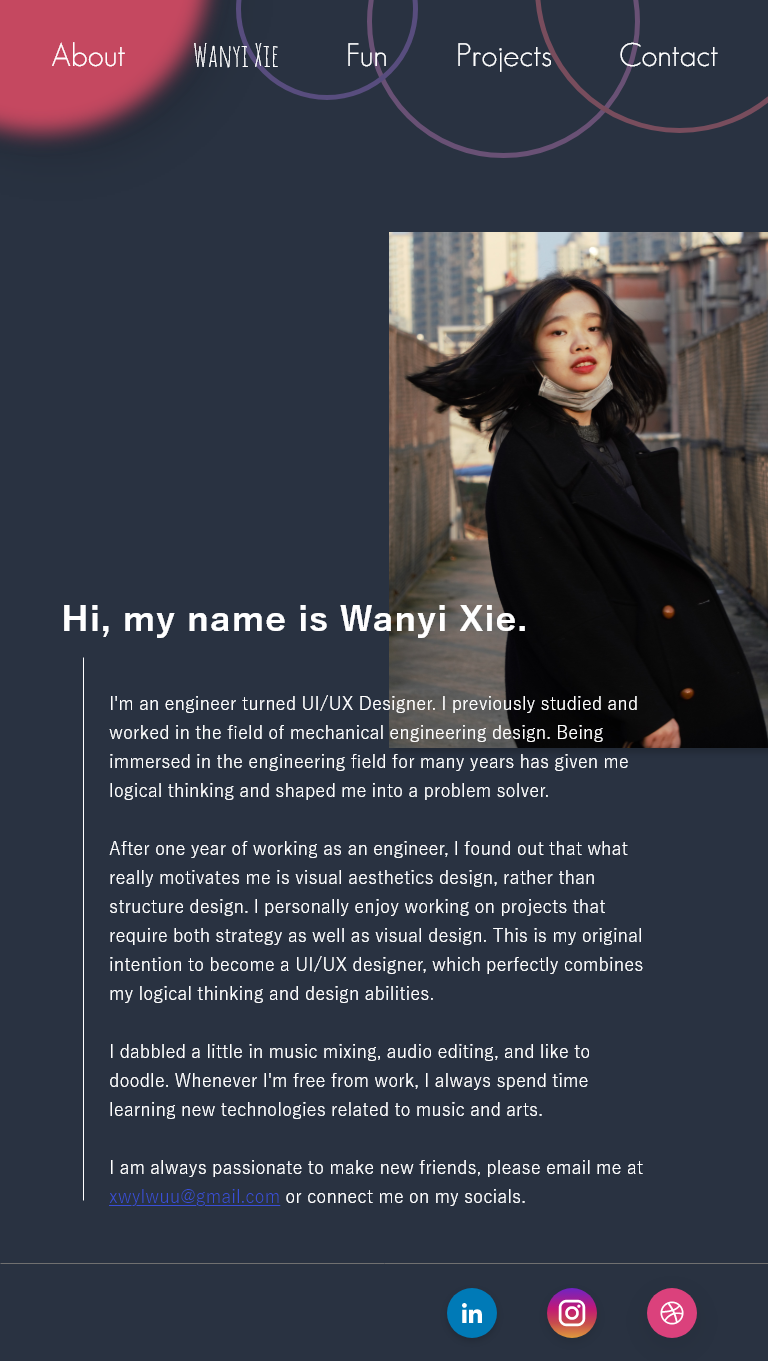 About Wanyi Xie Fun Projects Contact
Hi, my name is Wanyi Xie.
I'm an engineer turned UI/UX Designer. I previously studied and
worked in the field of mechanical engineering design. Being
immersed in the engineering field for many years has given me
logical thinking and shaped me into a problem solver.
After one year of working as an engineer, I found out that what
really motivates me is visual aesthetics design, rather than
structure design. I personally enjoy working on projects that
require both strategy as well as visual design. This is my original
intention to become a UI/UX designer, which perfectly combines
my logical thinking and design abilities.
I dabbled a little in music mixing, audio editing, and like to
doodle. Whenever I'm free from work, I always spend time
learning new technologies related to music and arts.
I am always passionate to make new friends, please email me at
xwylwuu@gmail.com or connect me on my socials.
in